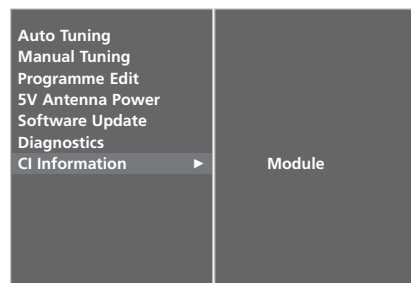 Auto Tuning
Manual Tuning
Programme Edit
5V Antenna Power
Software Update
Diagnostics
CI Information ►
Module